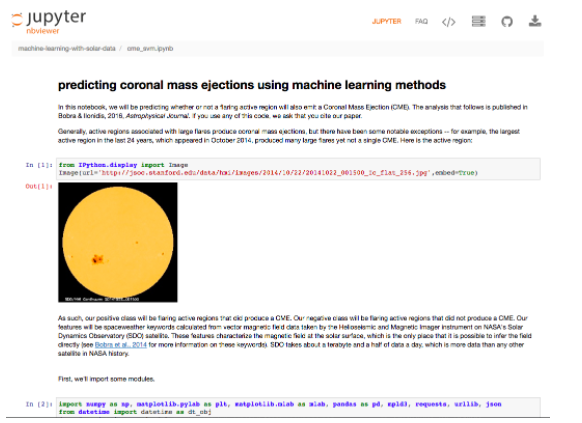 jupyter
nbviewer
JUPYTER FAQ </>
machine-learning-with-solar-data / cme_svm.ipynb
predicting coronal mass ejections using machine learning methods
In this notebook, we will be predicting whether or not a flaring active region will also emit a Coronal Mass Ejection (CME). The analysis that follows is published in
Bobra & Ilonidis, 2016, Astrophysical Journal. If you use any of this code, we ask that you cite our paper.
Generally, active regions associated with large flares produce coronal mass ejections, but there have been some notable exceptions -- for example, the largest
active region in the last 24 years, which appeared in October 2014, produced many large flares yet not a single CME. Here is the active region:
In [1]: from IPython.display import Image
Image(url='http://jsoc.stanford.edu/data/hmi/images/2014/10/22/20141022_001500_Ic_flat_256.jpg',embed=True)
Out[1]:
As such, our positive class will be flaring active regions that did produce a CME. Our negative class will be flaring active regions that did not produce a CME. Our
features will be spaceweather keywords calculated from vector magnetic field data taken by the Helioseismic and Magnetic Imager instrument on NASA's Solar
Dynamics Observatory (SDO) satellite. These features characterize the magnetic field at the solar surface, which is the only place that it is possible to infer the field
directly (see Bobra et al., 2014 for more information on these keywords). SDO takes about a terabyte and a half of data a day, which is more data than any other
satellite in NASA history.
First, we'll import some modules.
In [2]: import numpy as np, matplotlib.pylab as plt, matplotlib.mlab as mlab, pandas as pd, mpld3, requests, urllib, json
from datetime import datetime as dt_obj